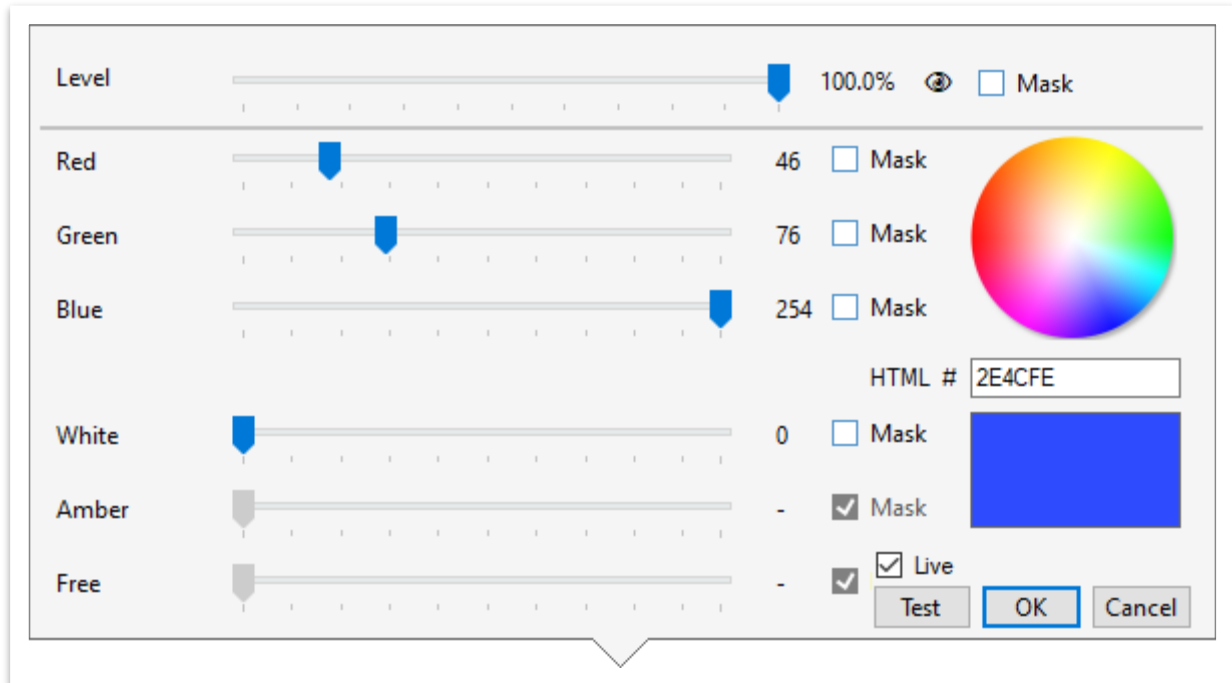 Level 100.0% Mask
Red 46 Mask
Green 76 Mask
Blue 254 Mask
HTML # 2E4CFE
White 0 Mask
Amber - Mask
Free -
Live
Test OK Cancel